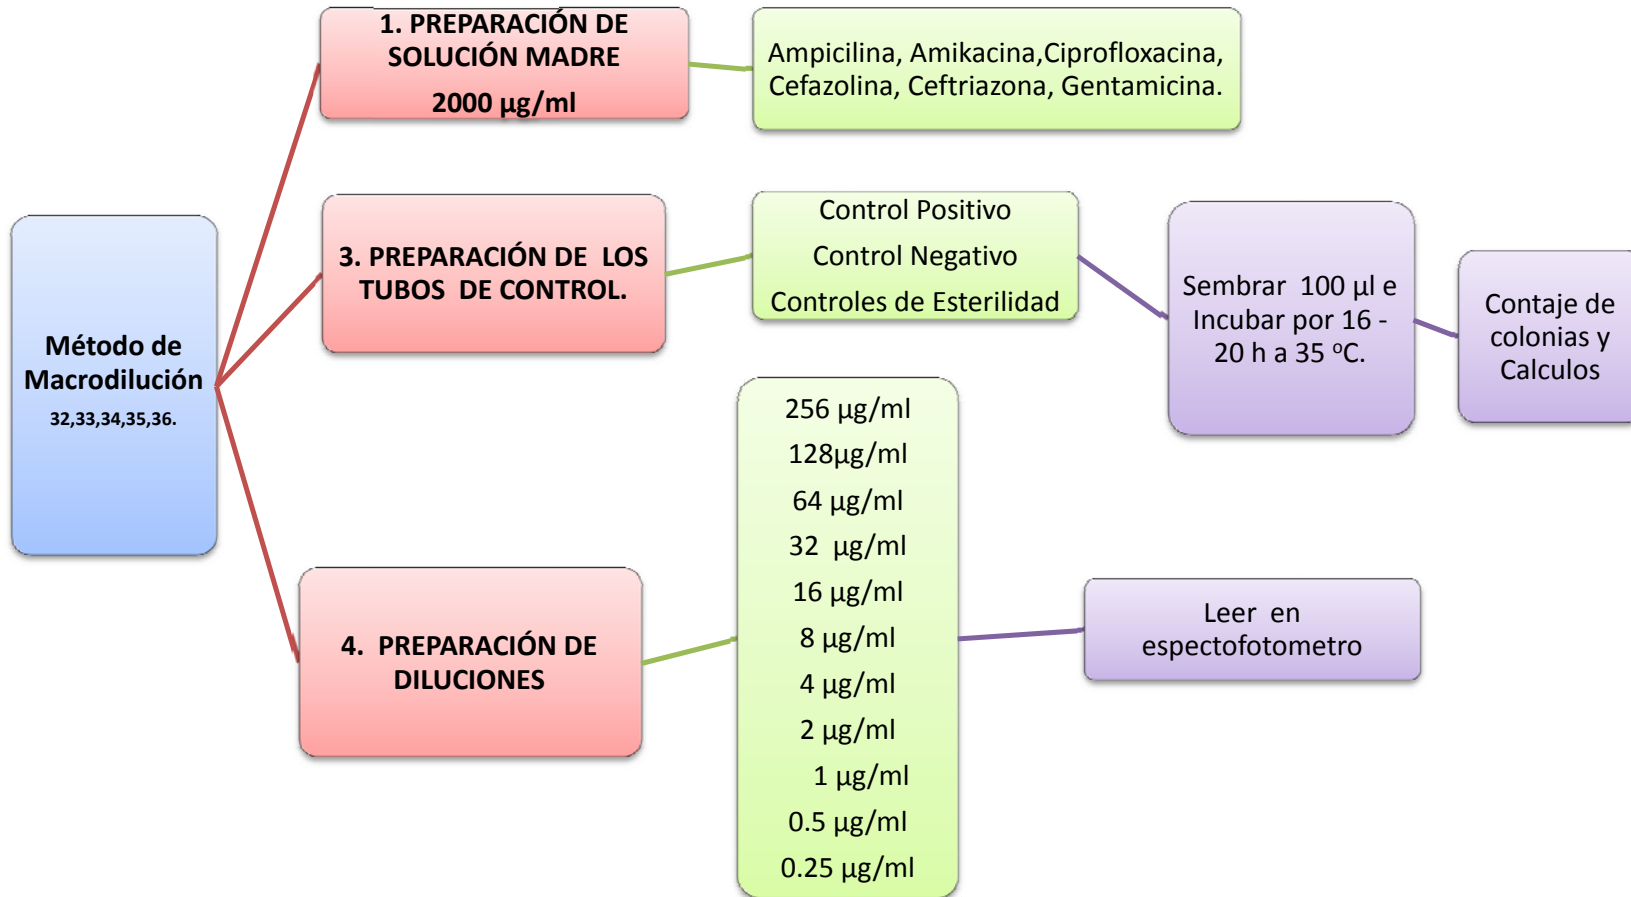 1. PREPARACIÓN DE
SOLUCIÓN MADRE
2000 µg/ml
Ampicilina, Amikacina,Ciprofloxacina,
Cefazolina, Ceftriazona, Gentamicina.
Método de
Macrodilución
32,33,34,35,36.
3. PREPARACIÓN DE LOS
TUBOS DE CONTROL.
Control Positivo
Control Negativo
Controles de Esterilidad
Sembrar 100 µl e
Incubar por 16 -
20 h a 35 ºC.
Contaje de
colonias y
Calculos
4. PREPARACIÓN DE
DILUCIONES
256 µg/ml
128µg/ml
64 µg/ml
32 µg/ml
16 µg/ml
8 µg/ml
4 µg/ml
2 µg/ml
1 µg/ml
0.5 µg/ml
0.25 µg/ml
Leer en
espectofotometro